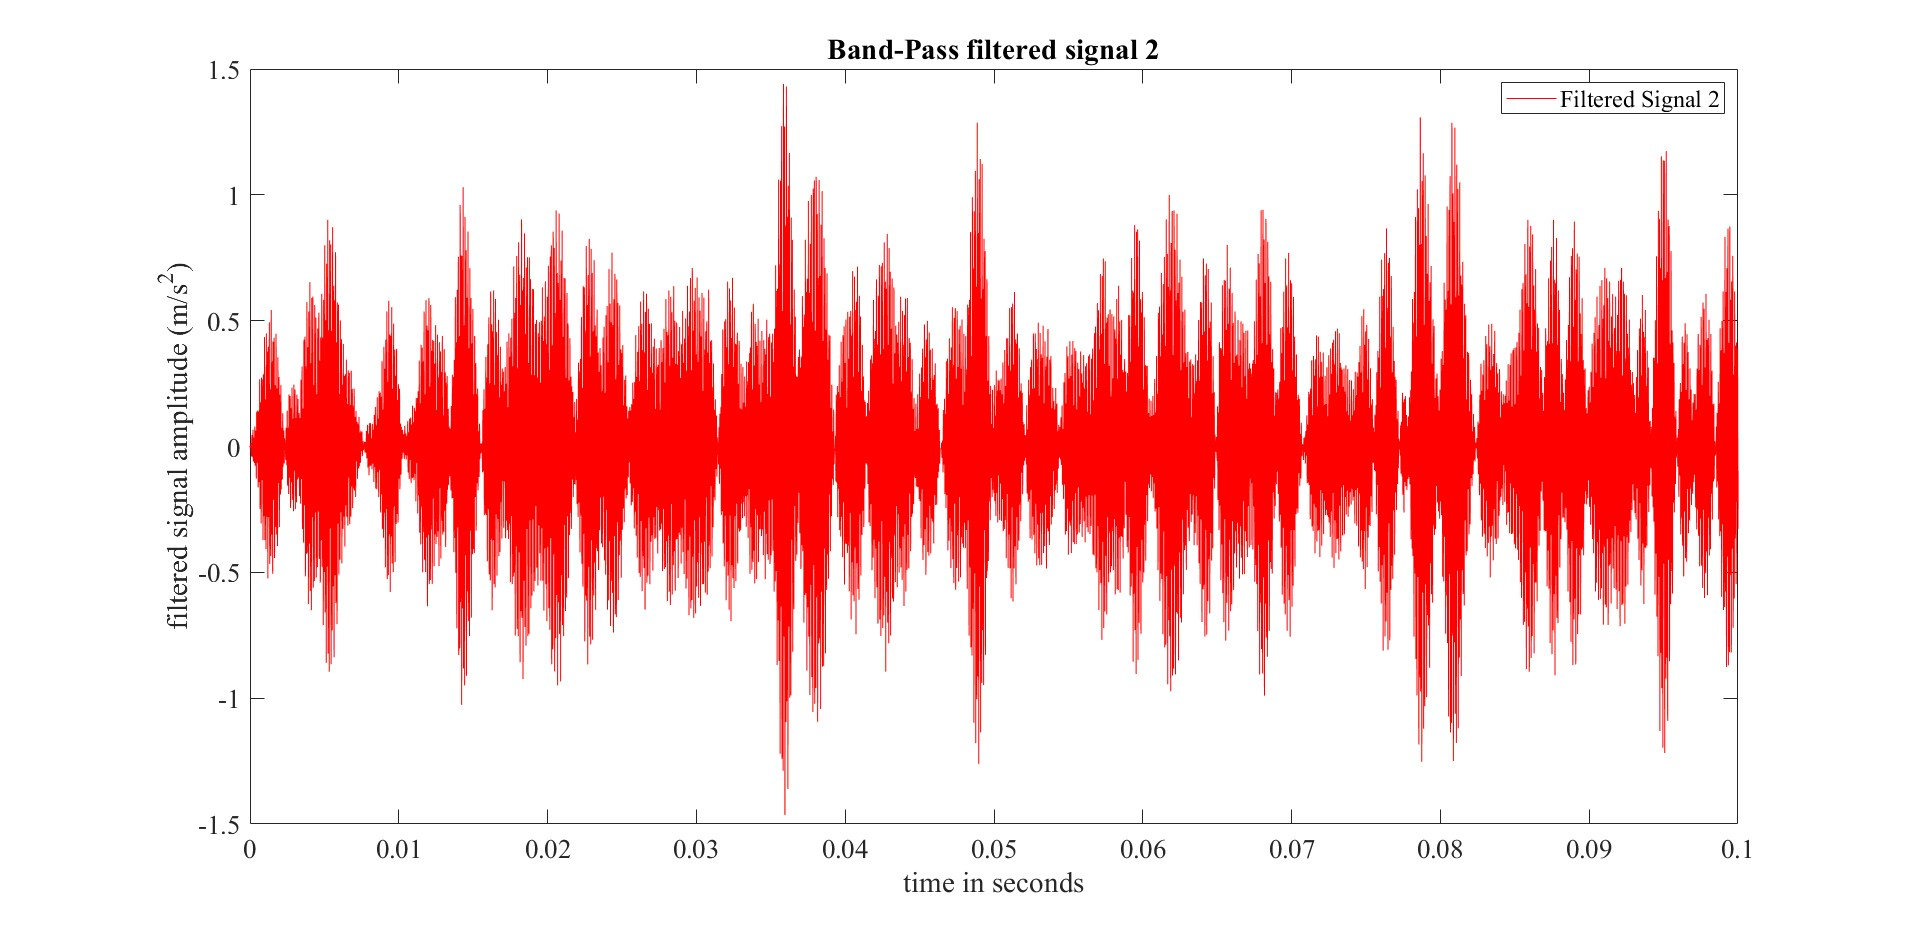 Band-Pass filtered signal 2
Filtered Signal 2
filtered signal amplitude (m/s²)
1.5
1
0.5
0
-0.5
-1
-1.5
0 0.01 0.02 0.03 0.04 0.05 0.06 0.07 0.08 0.09 0.1
time in seconds